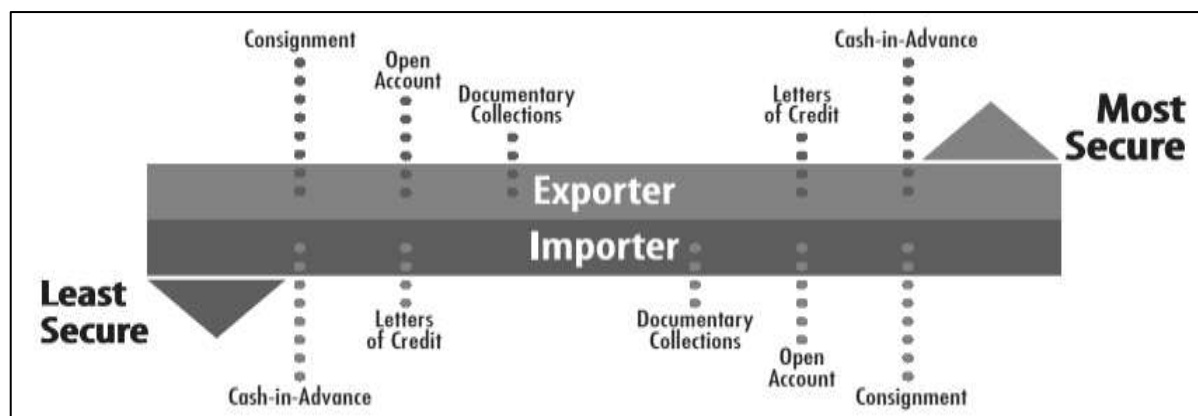 Consignment
Open
Account
Documentary
Collections
Letters
of Credit
Cash-in-Advance
Most
Secure
Exporter
Importer
Least
Secure
Cash-in-Advance
Letters
of Credit
Documentary
Collections
Open
Account
Consignment